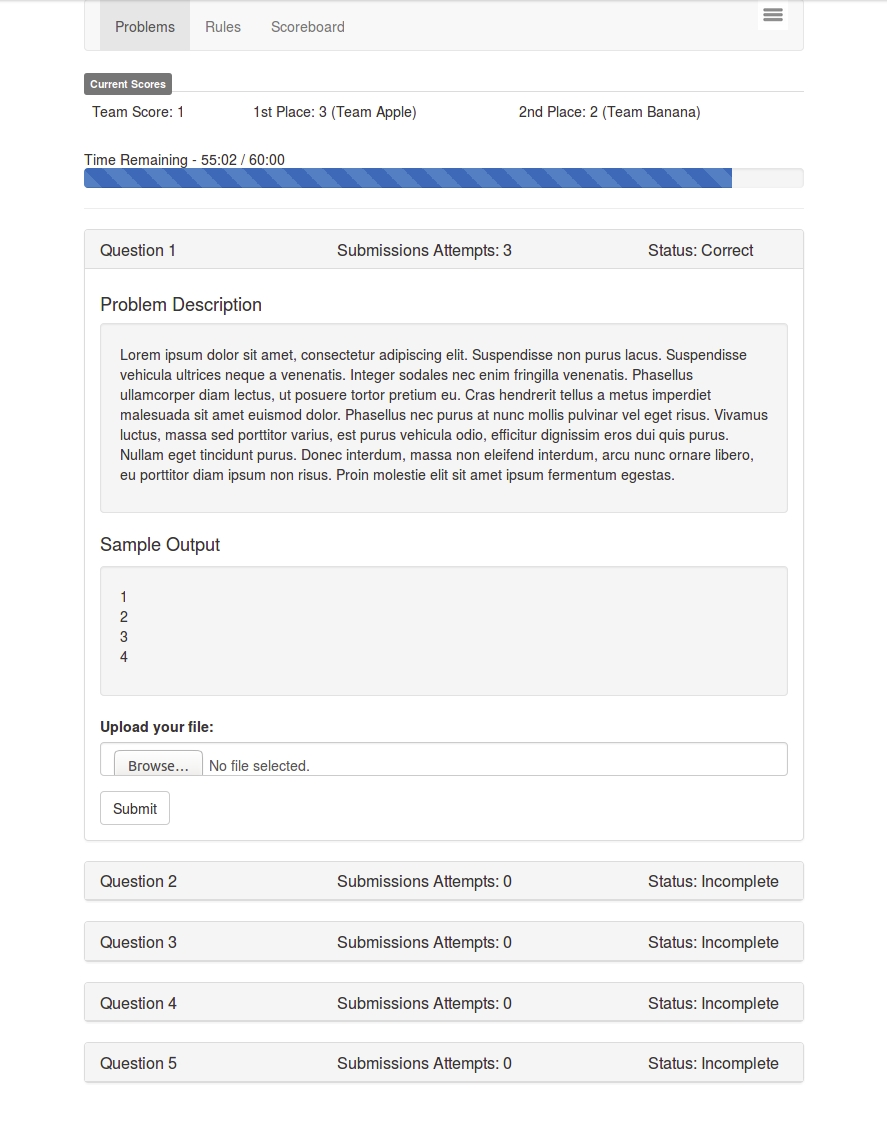 Problems Rules Scoreboard
Current Scores
Team Score: 1 1st Place: 3 (Team Apple) 2nd Place: 2 (Team Banana)
Time Remaining - 55:02 / 60:00
Question 1 Submissions Attempts: 3 Status: Correct
Problem Description
Lorem ipsum dolor sit amet, consectetur adipiscing elit. Suspendisse non purus lacus. Suspendisse
vehicula ultrices neque a venenatis. Integer sodales nec enim fringilla venenatis. Phasellus
ullamcorper diam lectus, ut posuere tortor pretium eu. Cras hendrerit tellus a metus imperdiet
malesuada sit amet euismod dolor. Phasellus nec purus at nunc mollis pulvinar vel eget risus. Vivamus
luctus, massa sed porttitor varius, est purus vehicula odio, efficitur dignissim eros dui quis purus.
Nullam eget tincidunt purus. Donec interdum, massa non eleifend interdum, arcu nunc ornare libero,
eu porttitor diam ipsum non risus. Proin molestie elit sit amet ipsum fermentum egestas.
Sample Output
1
2
3
4
Upload your file:
Browse... No file selected.
Submit
Question 2 Submissions Attempts: 0 Status: Incomplete
Question 3 Submissions Attempts: 0 Status: Incomplete
Question 4 Submissions Attempts: 0 Status: Incomplete
Question 5 Submissions Attempts: 0 Status: Incomplete